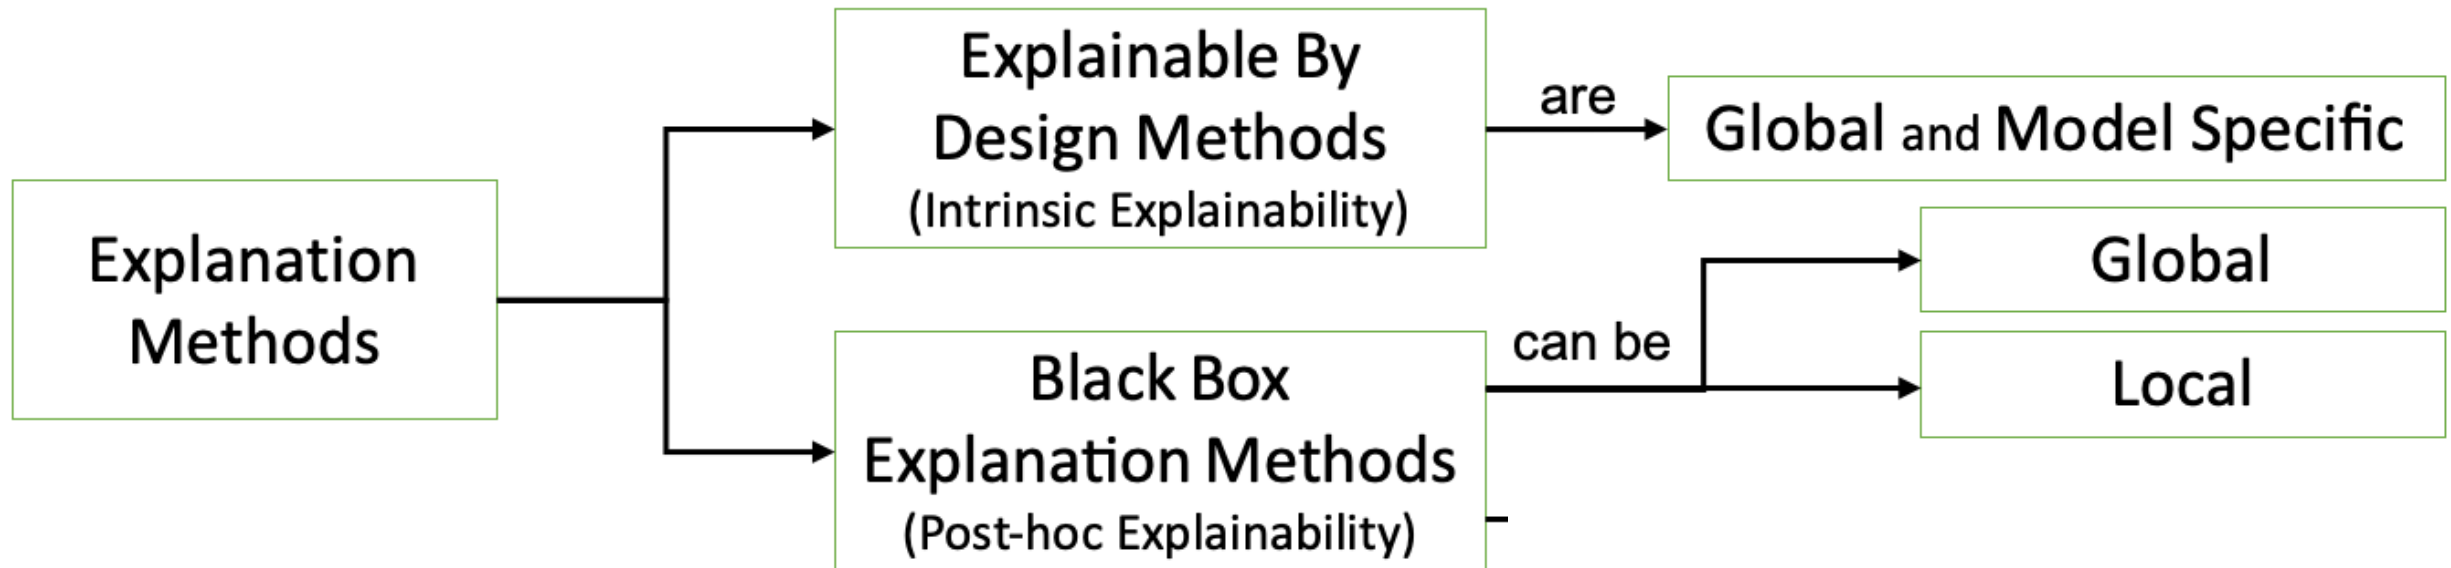 Explainable By
Design Methods
(Intrinsic Explainability)
are
Global and Model Specific
Explanation
Methods
Global
can be
Local
Black Box
Explanation Methods
(Post-hoc Explainability)